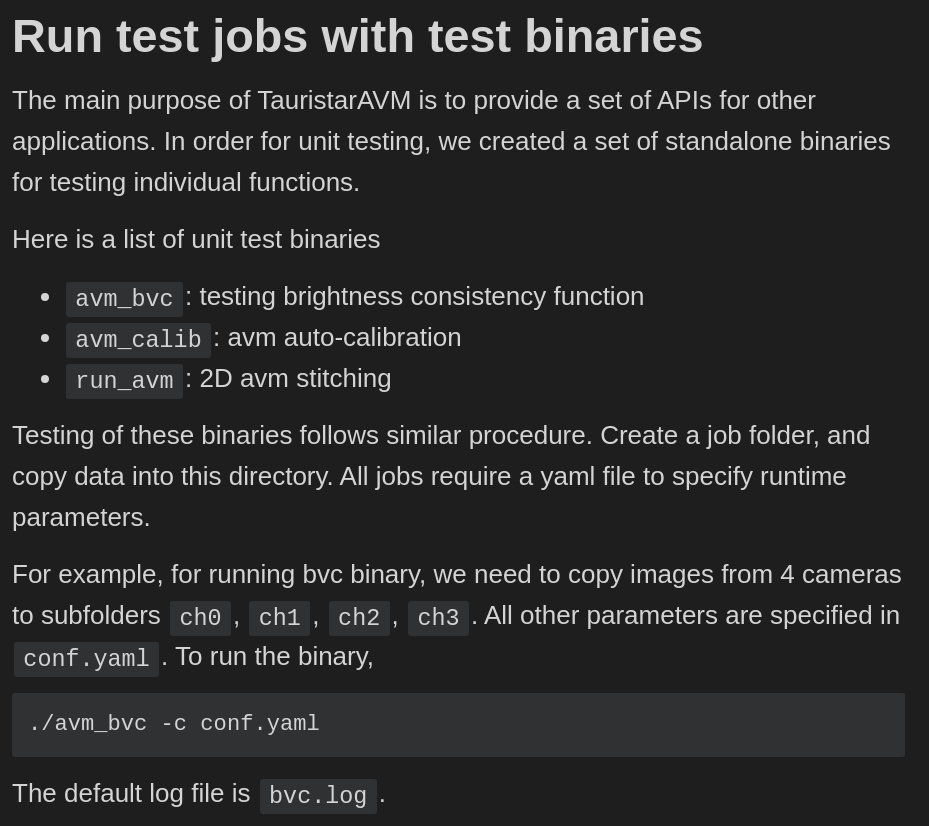 Run test jobs with test binaries
The main purpose of TauristarAVM is to provide a set of APIs for other
applications. In order for unit testing, we created a set of standalone binaries
for testing individual functions.
Here is a list of unit test binaries
• avm_bvc: testing brightness consistency function
• avm_calib: avm auto-calibration
• run_avm: 2D avm stitching
Testing of these binaries follows similar procedure. Create a job folder, and
copy data into this directory. All jobs require a yaml file to specify runtime
parameters.
For example, for running bvc binary, we need to copy images from 4 cameras
to subfolders ch0, ch1, ch2, ch3. All other parameters are specified in
conf.yaml. To run the binary,
./avm_bvc -c conf.yaml
The default log file is bvc.log.